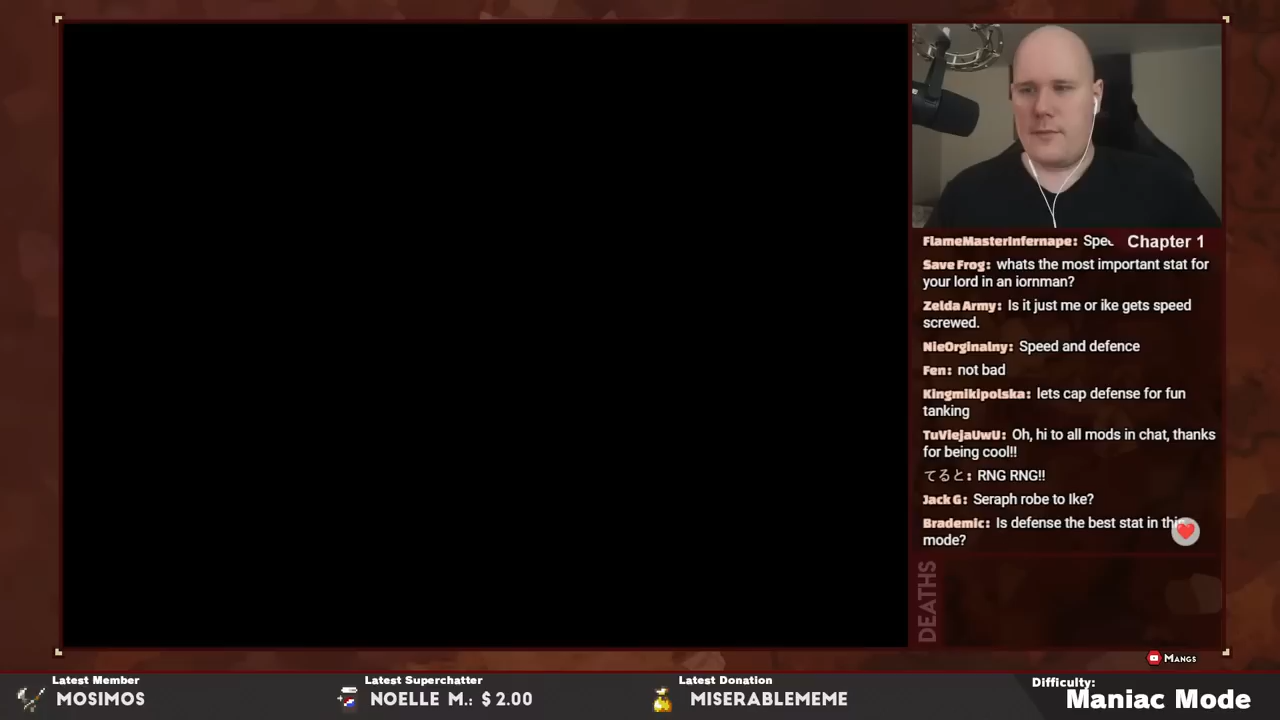 FlameMasterInfernape: Spe
Chapter 1
Save Frog: whats the most important stat for
your lord in an iornman?
Zelda Army: Is it just me or ike gets speed
screwed.
NieOrginalny: Speed and defence
Fen: not bad
Kingmikipolska: lets cap defense for fun
tanking
TuViejaUwU: Oh, hi to all mods in chat, thanks
for being cool!!
てると: RNG RNG!!
Jack G: Seraph robe to Ike?
Brademic: Is defense the best stat in this
mode?
DEATHS
Mangs
Latest Member
MOSIMOS
Latest Superchatter
NOELLE M.: $ 2.00
Latest Donation
MISERABLEMEME
Difficulty:
Maniac Mode